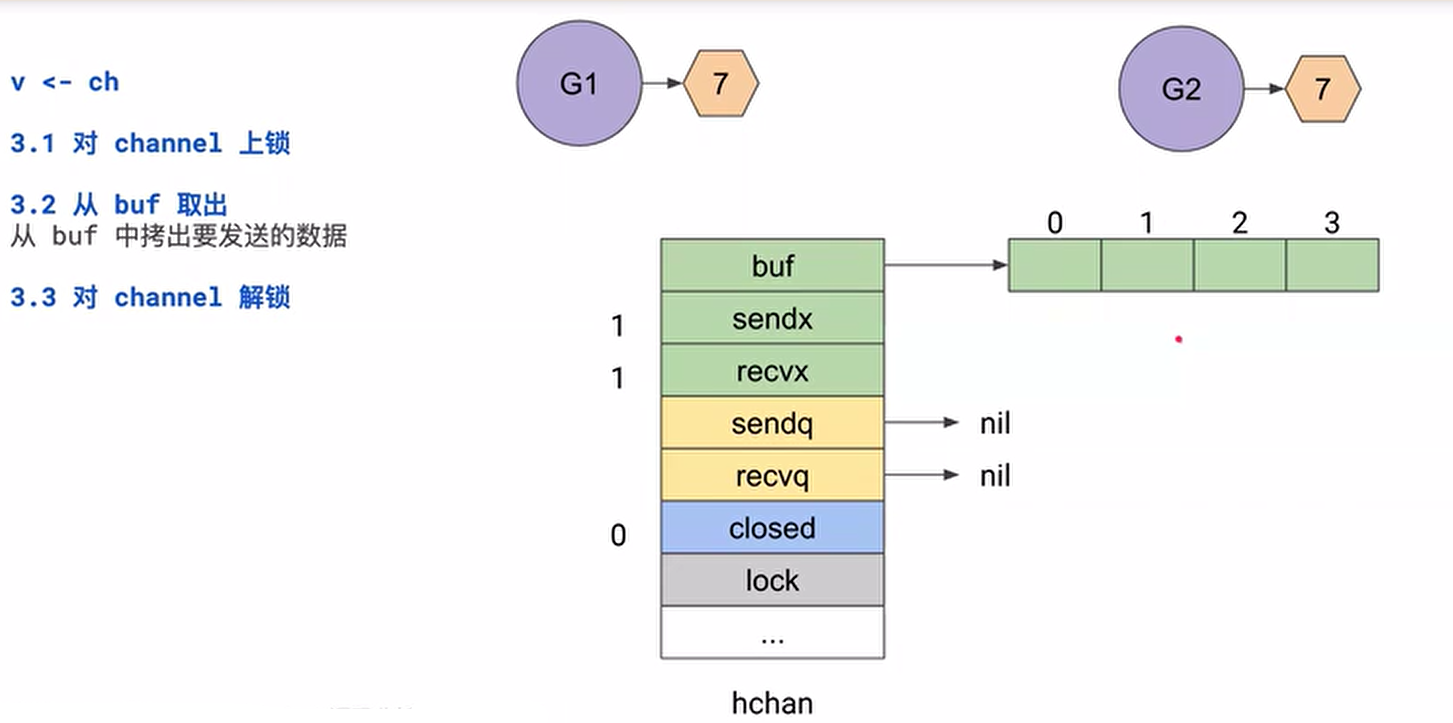 v <- ch
3.1 对 channel 上锁
3.2 从 buf 取出
从 buf 中拷出要发送的数据
3.3 对 channel 解锁
G1
7
G2
7
0 1 2 3
buf
1 sendx
1 recvx
sendq nil
recvq nil
0 closed
lock
...
hchan